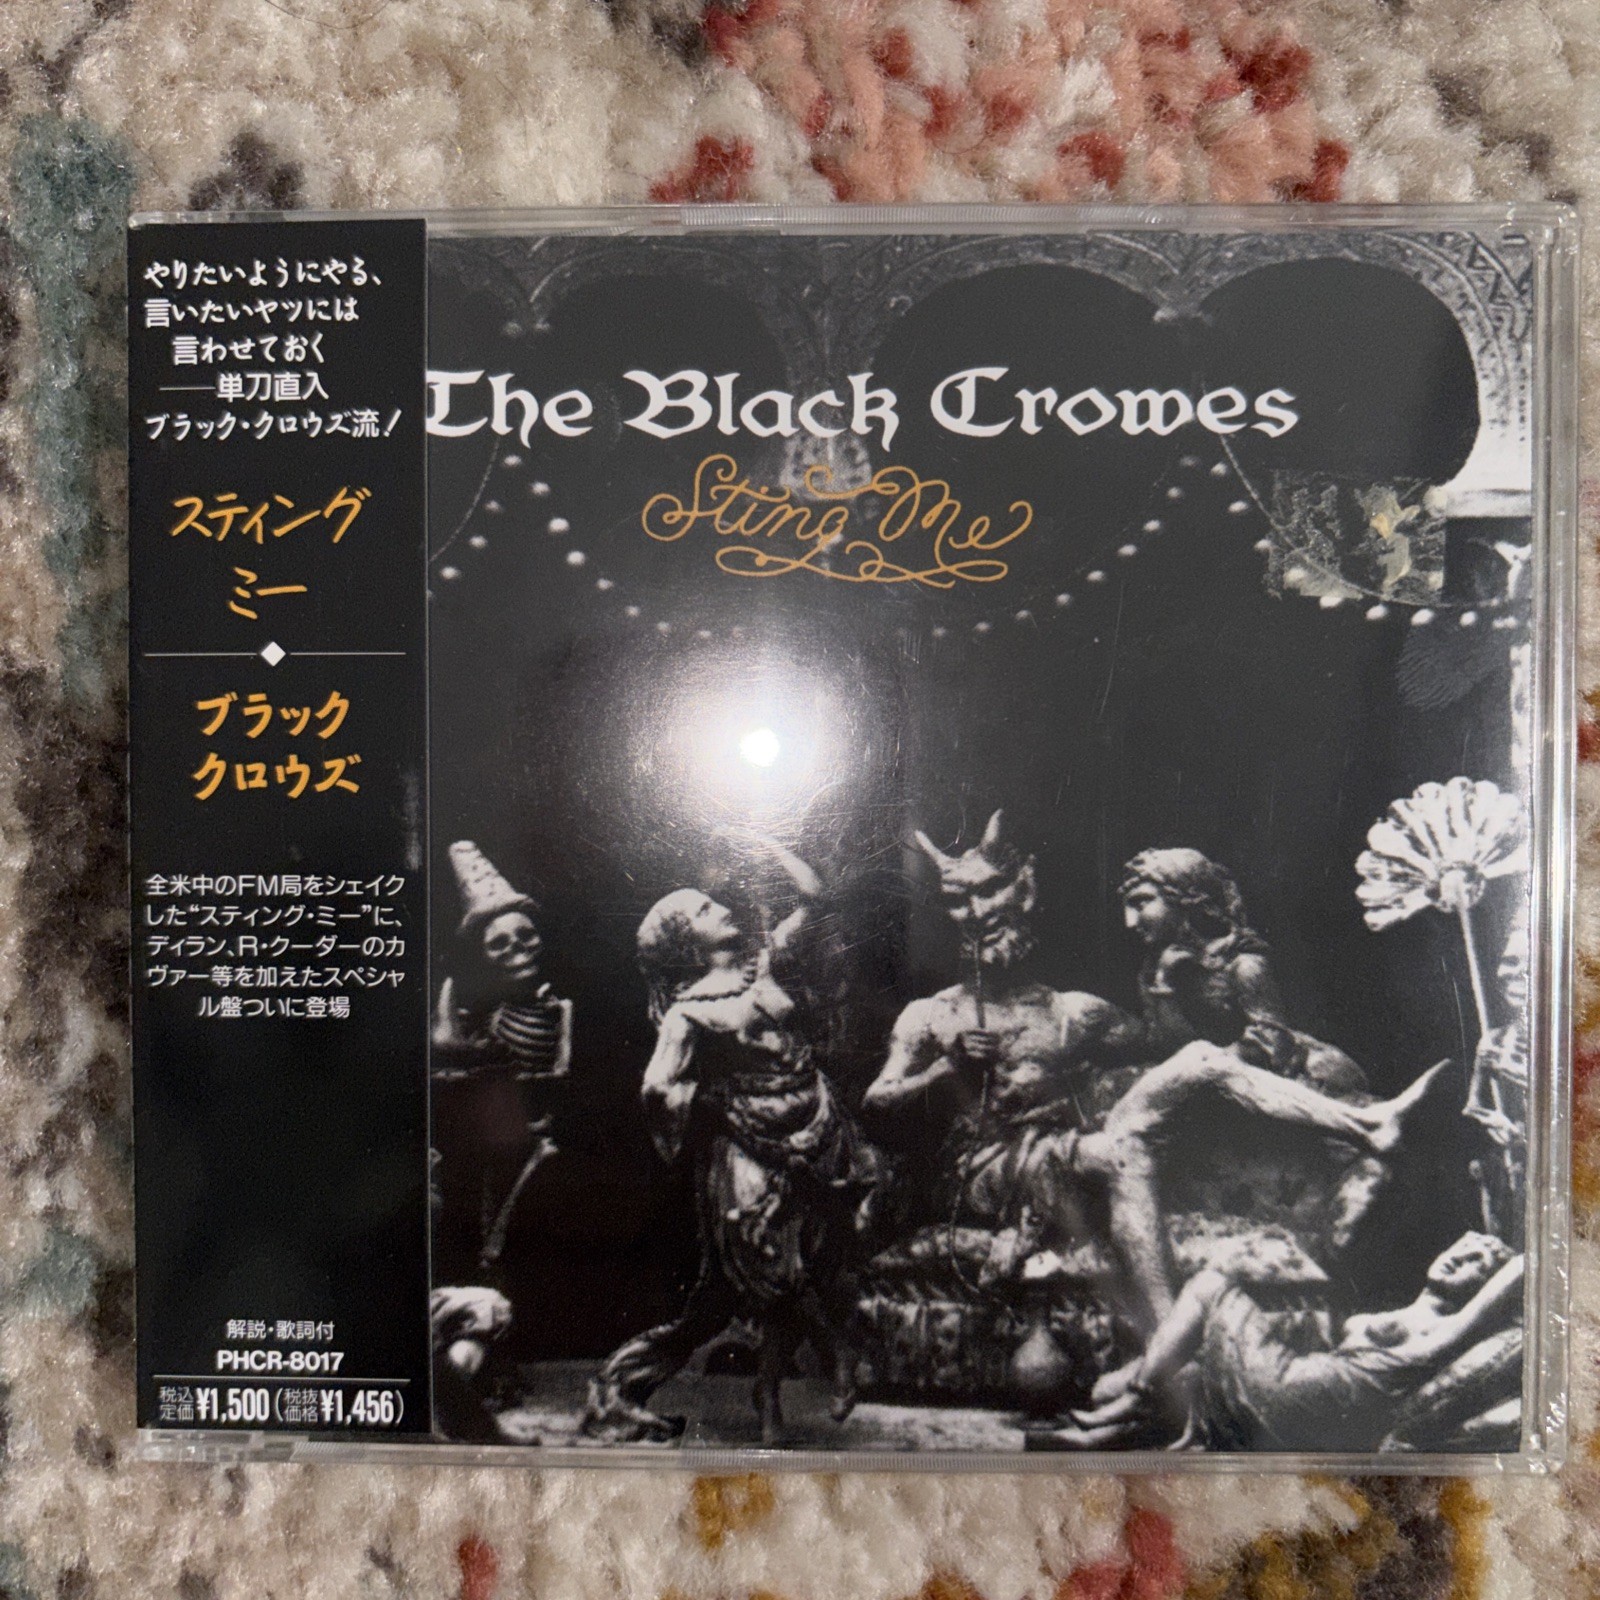 やりたいようにやる、
言いたいヤツには
言わせておく
──単刀直入
ブラック・クロウズ流!
スティング
ミー
ブラック
クロウズ
全米中のFM局をシェイク
した“スティング・ミー”に、
ディラン、R・クーダーのカ
ヴァー等を加えたスペシャ
ル盤ついに登場
解説・歌詞付
PHCR-8017
税込定価¥1,500(税抜価格¥1,456)
The Black Crowes
Sting Me